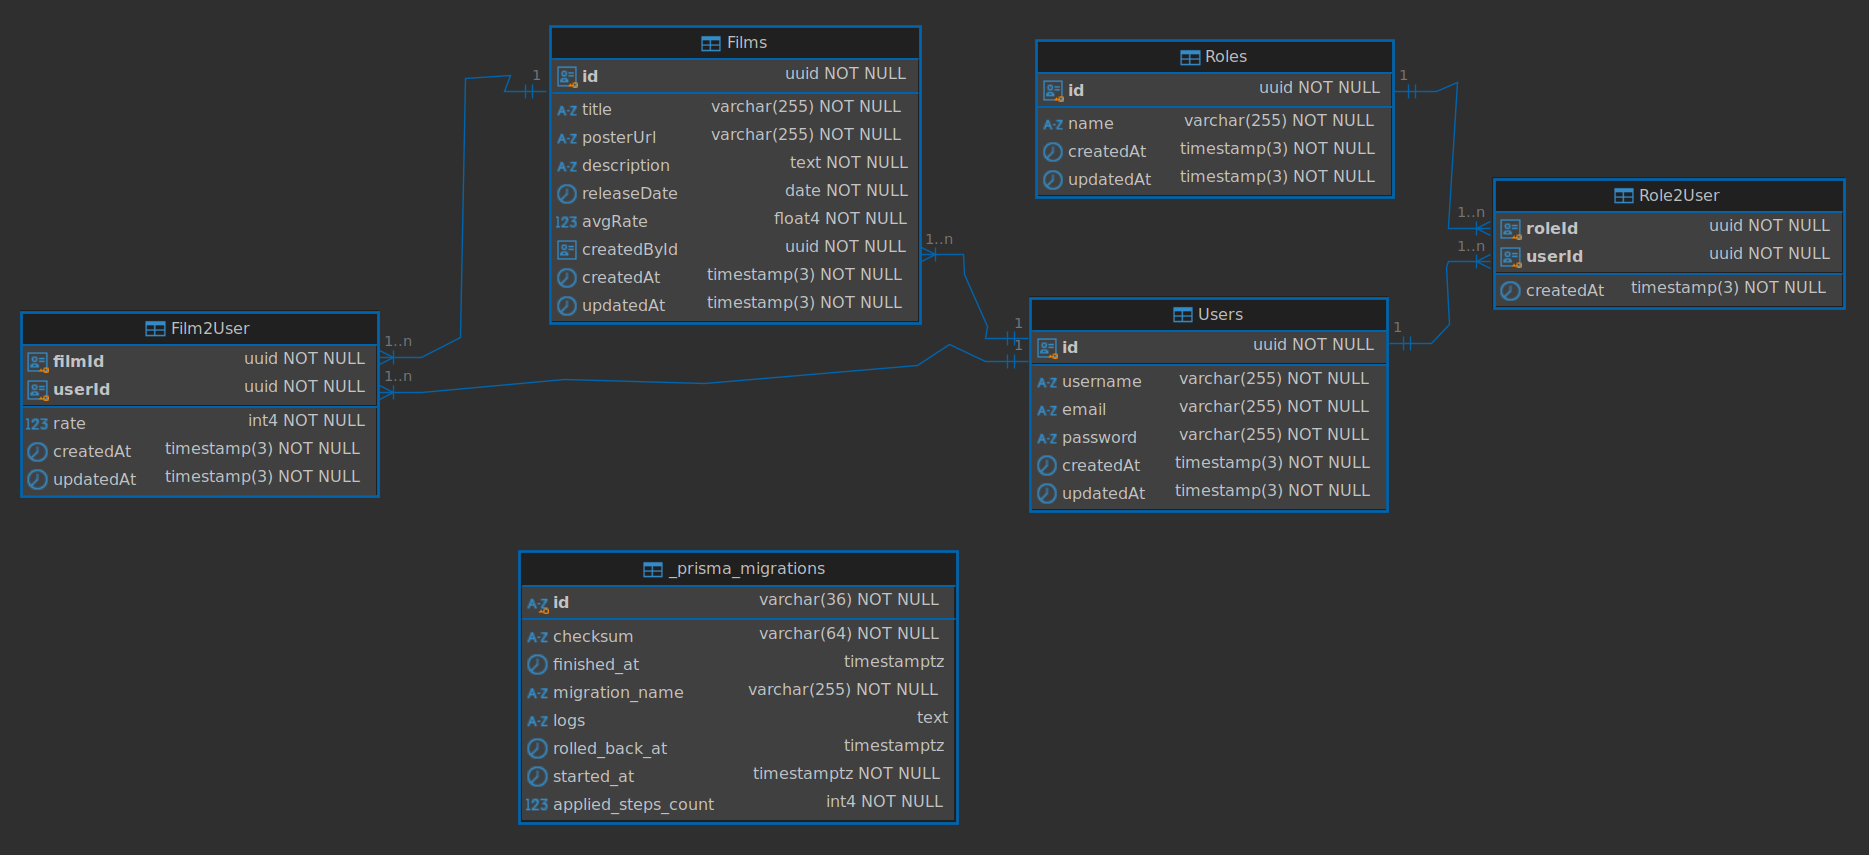 Films
1
id uuid NOT NULL
A-Z title varchar(255) NOT NULL
A-Z posterUrl varchar(255) NOT NULL
A-Z description text NOT NULL
releaseDate date NOT NULL
123 avgRate float4 NOT NULL
createdById uuid NOT NULL
createdAt timestamp(3) NOT NULL
updatedAt timestamp(3) NOT NULL
1..n
Roles
1
id uuid NOT NULL
A-Z name varchar(255) NOT NULL
createdAt timestamp(3) NOT NULL
updatedAt timestamp(3) NOT NULL
Role2User
1..n
roleId uuid NOT NULL
1..n
userId uuid NOT NULL
createdAt timestamp(3) NOT NULL
Film2User
1..n
filmId uuid NOT NULL
1..n
userId uuid NOT NULL
123 rate int4 NOT NULL
createdAt timestamp(3) NOT NULL
updatedAt timestamp(3) NOT NULL
Users
1
1
1
id uuid NOT NULL
A-Z username varchar(255) NOT NULL
A-Z email varchar(255) NOT NULL
A-Z password varchar(255) NOT NULL
createdAt timestamp(3) NOT NULL
updatedAt timestamp(3) NOT NULL
_prisma_migrations
A-Z id varchar(36) NOT NULL
A-Z checksum varchar(64) NOT NULL
finished_at timestamptz
A-Z migration_name varchar(255) NOT NULL
A-Z logs text
rolled_back_at timestamptz
started_at timestamptz NOT NULL
123 applied_steps_count int4 NOT NULL